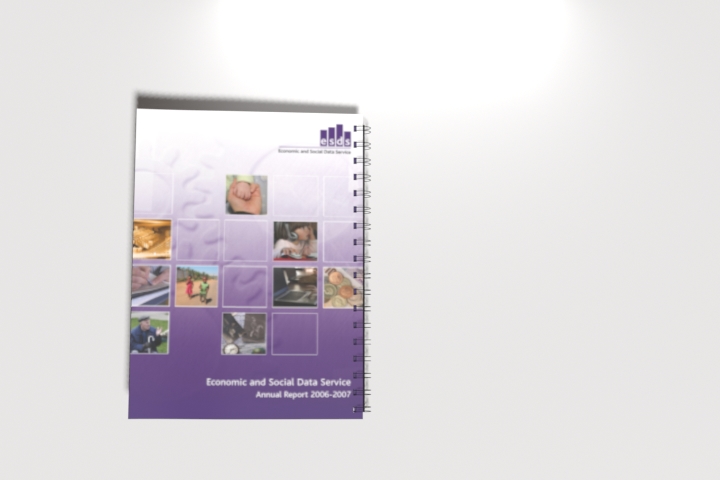 esds
Economic and Social Data Service
Economic and Social Data Service
Annual Report 2006-2007